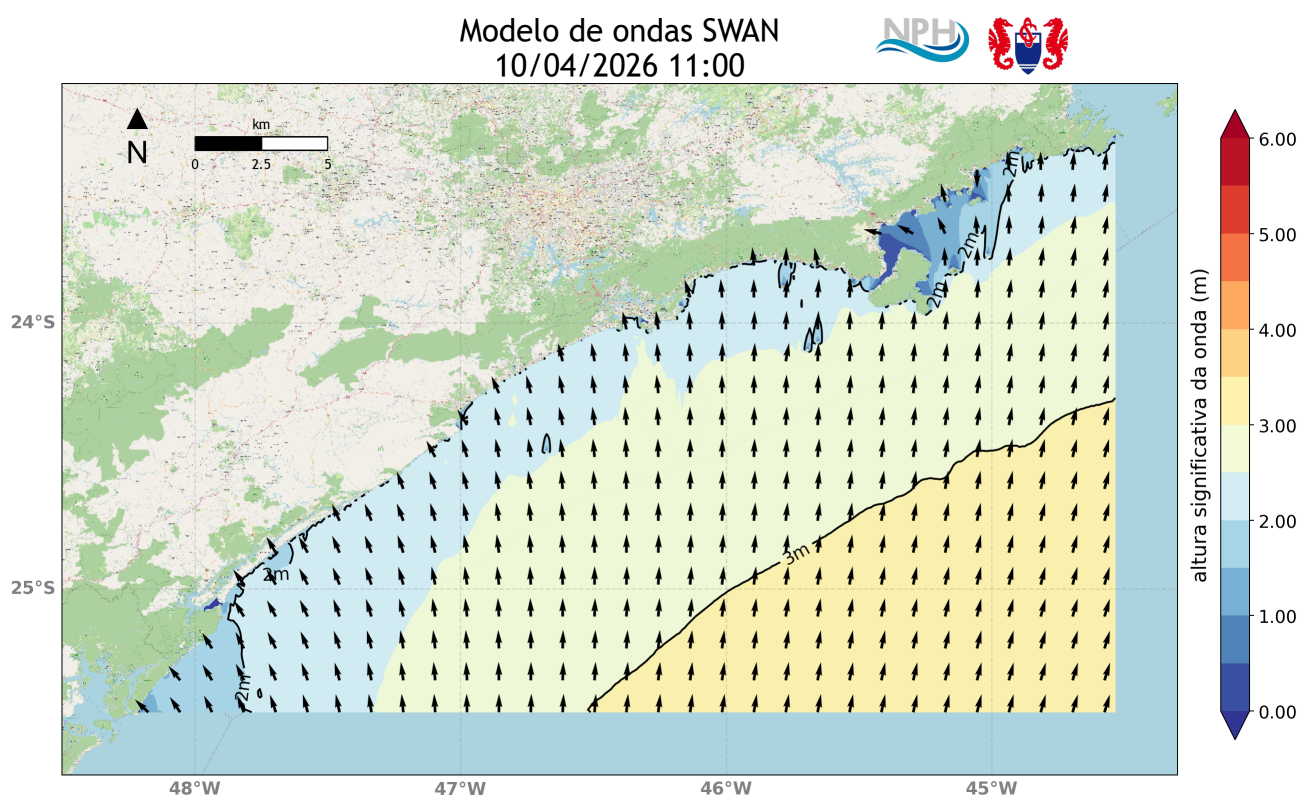 Modelo de ondas SWAN
10/04/2026 11:00
NPH
N
km
0 2.5 5
24°S
25°S
48°W 47°W 46°W 45°W
2m
2m
2m
2m
2m
3m
6.00
5.00
4.00
3.00
2.00
1.00
0.00
altura significativa da onda (m)